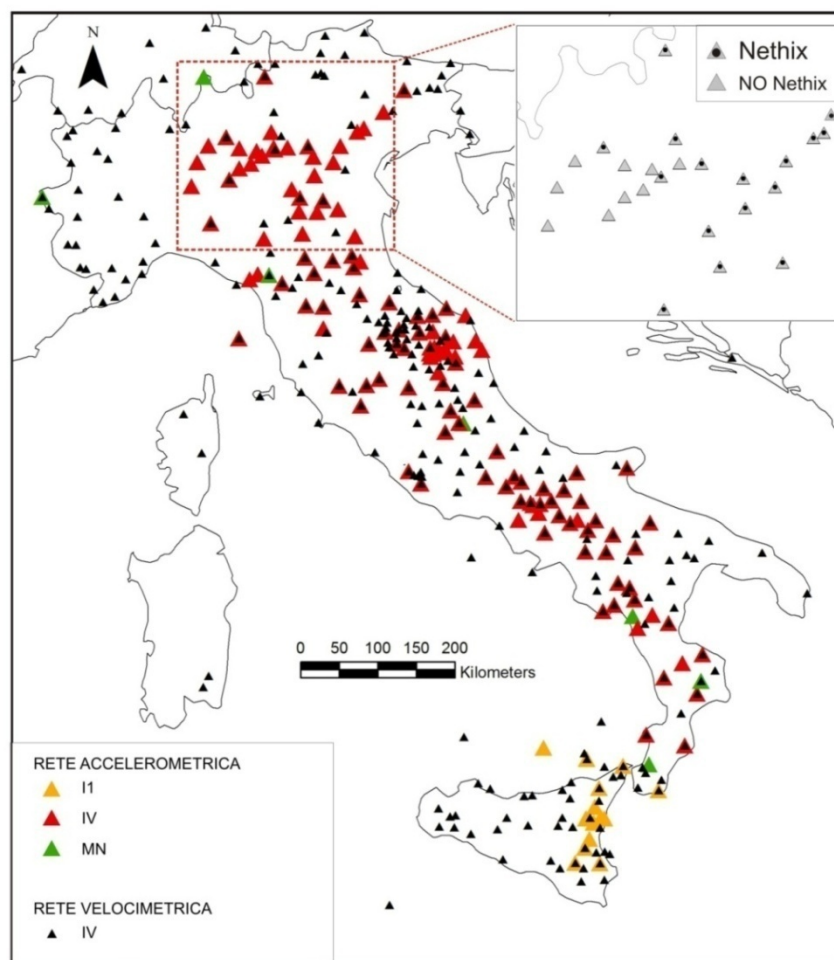 N
Nethix
NO Nethix
0 50 100 150 200
Kilometers
RETE ACCELEROMETRICA
I1
IV
MN
RETE VELOCIMETRICA
IV